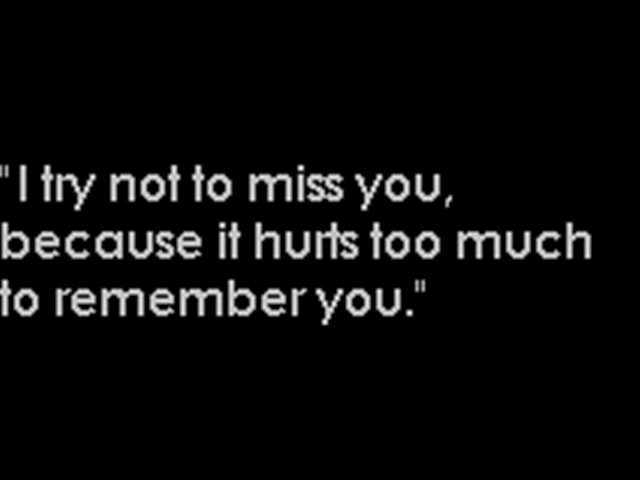 "I try not to miss you,
because it hurts too much
to remember you."